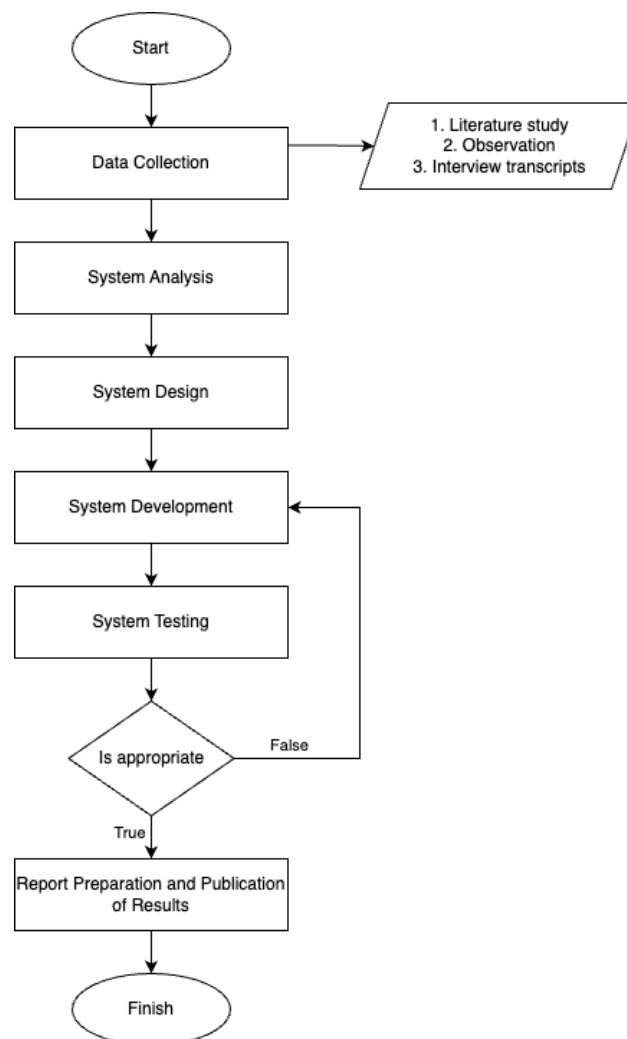 Start
Data Collection
1. Literature study
2. Observation
3. Interview transcripts
System Analysis
System Design
System Development
System Testing
Is appropriate
False
True
Report Preparation and Publication
of Results
Finish